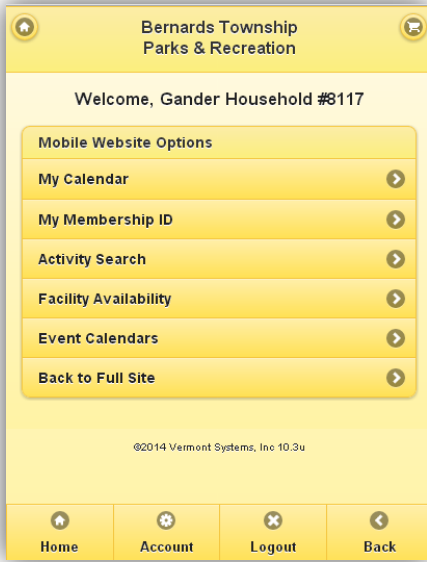 Bernards Township
Parks & Recreation
Welcome, Gander Household #8117
Mobile Website Options
My Calendar
My Membership ID
Activity Search
Facility Availability
Event Calendars
Back to Full Site
©2014 Vermont Systems, Inc 10.3u
Home Account Logout Back